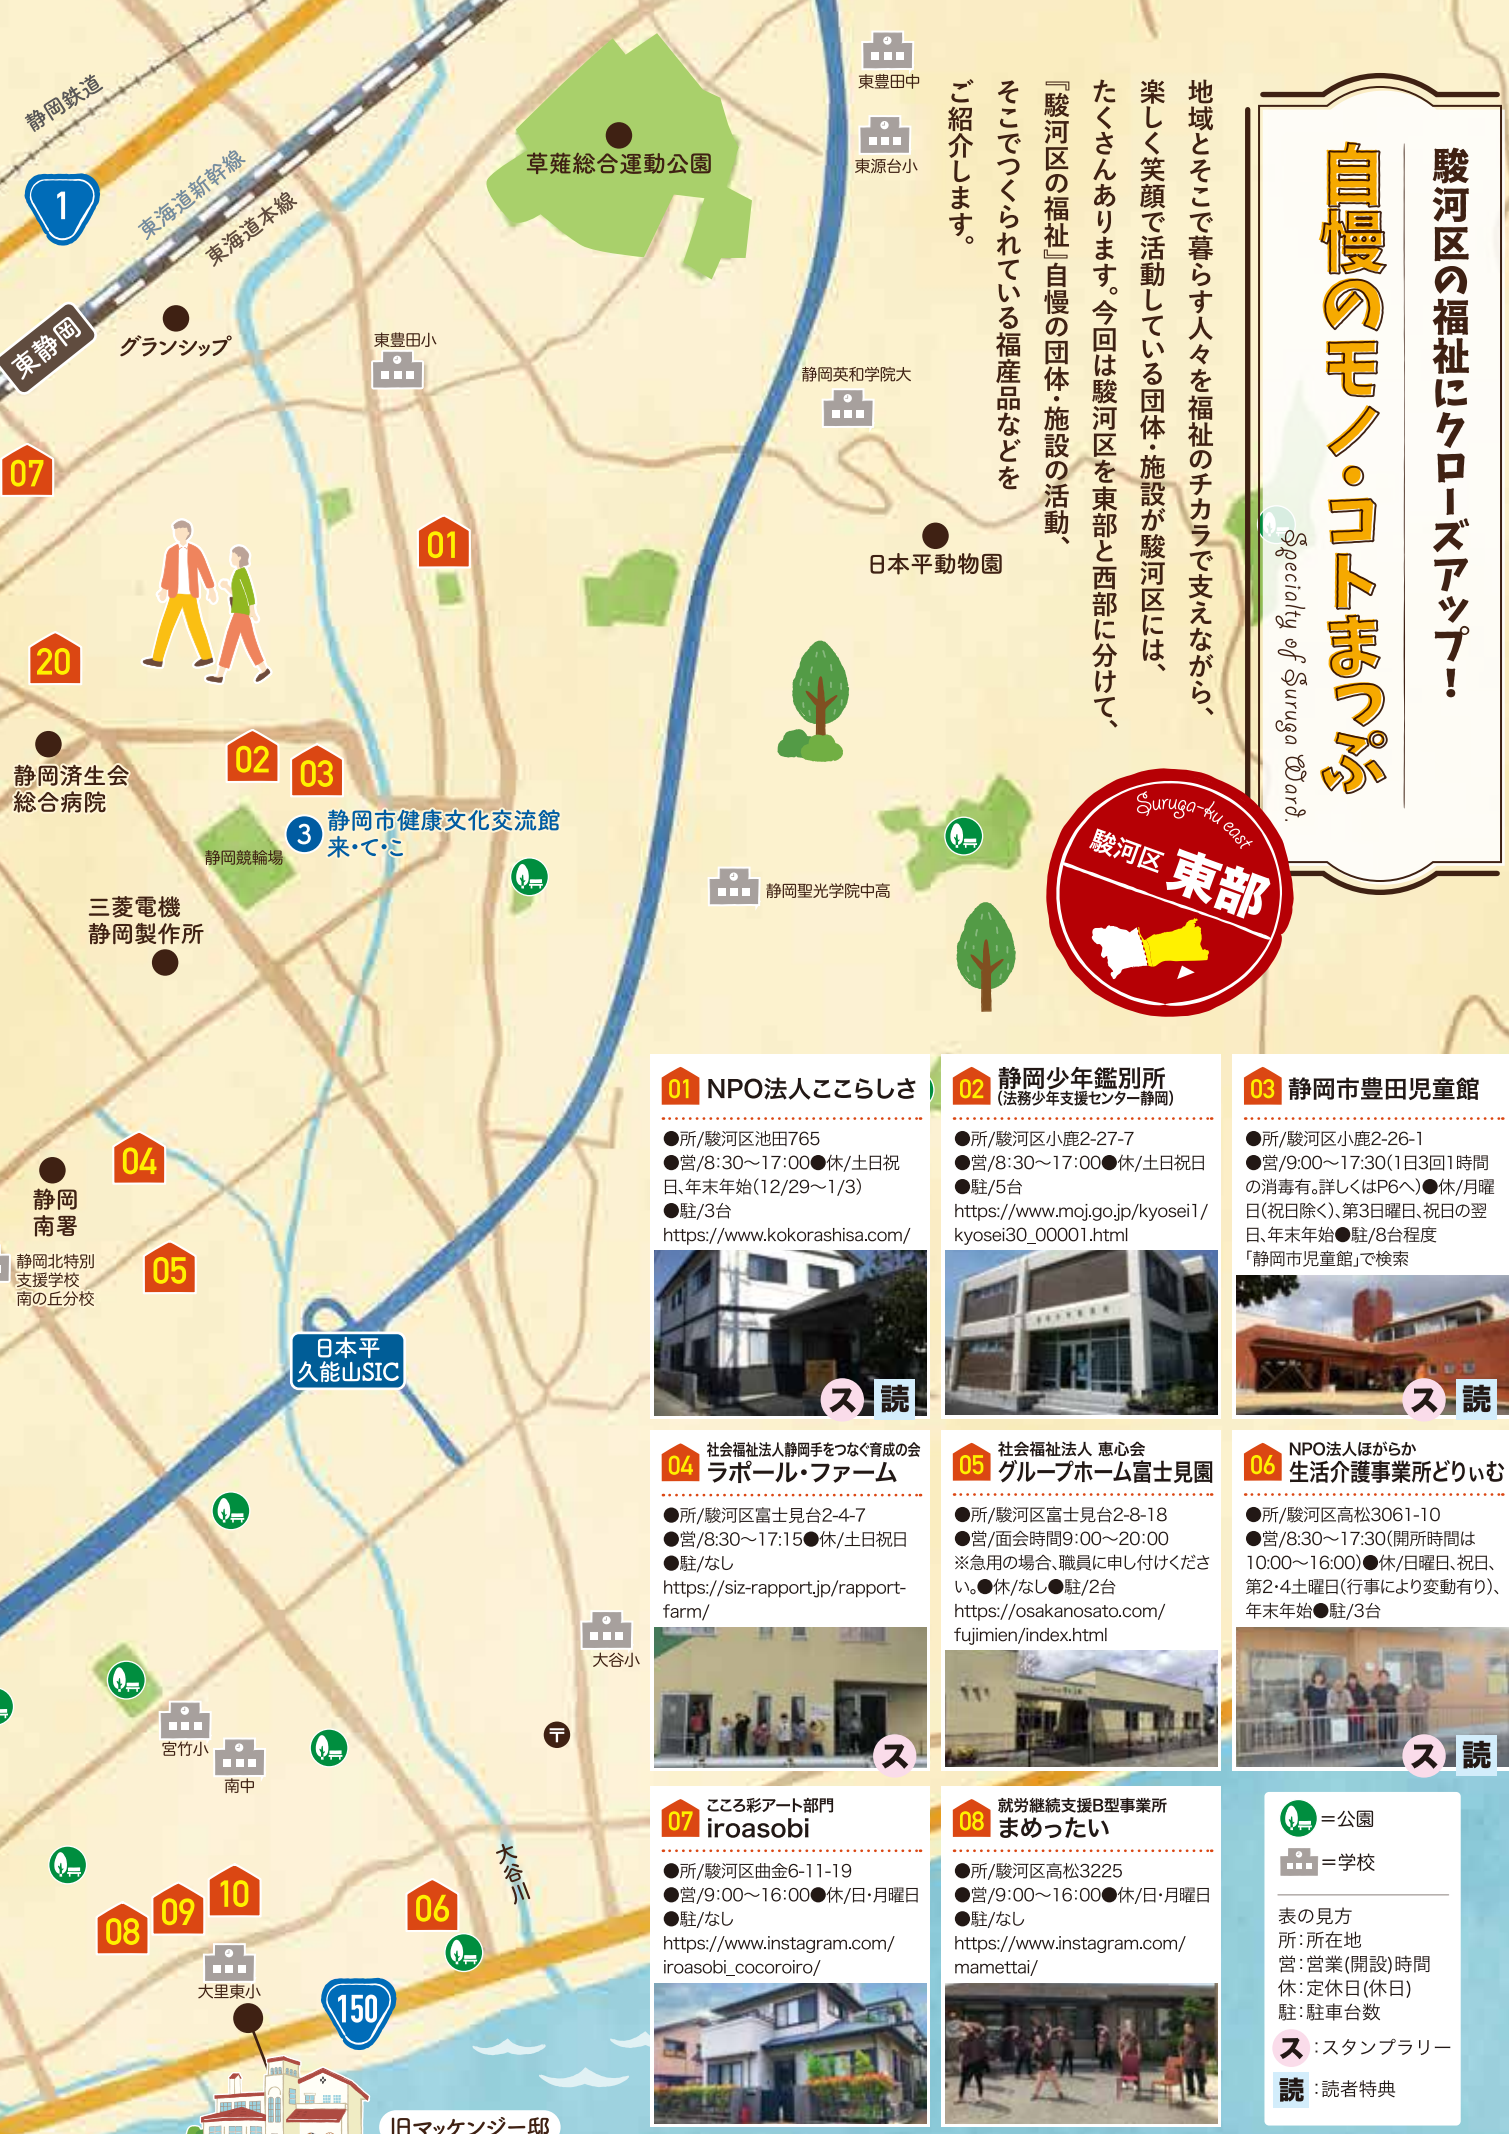 駿河区の福祉にクローズアップ!
自慢のモノ・コトまっぷ
Specialty of Suruga Ward.
地域とそこで暮らす人々を福祉のチカラで支えながら、
楽しく笑顔で活動している団体・施設が駿河区には、
たくさんあります。今回は駿河区を東部と西部に分けて、
『駿河区の福祉』自慢の団体・施設の活動、
そこでつくられている福産品などを
ご紹介します。
Suruga-ku east
駿河区 東部
静岡鉄道
1
東海道新幹線
東海道本線
東静岡
グランシップ
草薙総合運動公園
東豊田中
東源台小
東豊田小
静岡英和学院大
日本平動物園
07
01
20
02
03
静岡済生会
総合病院
3
静岡市健康文化交流館
来・て・こ
静岡競輪場
三菱電機
静岡製作所
静岡聖光学院中高
04
静岡
南署
静岡北特別
支援学校
南の丘分校
05
日本平
久能山SIC
大谷小
宮竹小
南中
大谷川
10
09
08
06
大里東小
150
旧マッケンジー邸
01 NPO法人ここらしさ
●所/駿河区池田765
●営/8:30〜17:00●休/土日祝
日、年末年始(12/29〜1/3)
●駐/3台
https://www.kokorashisa.com/
ス 読
02 静岡少年鑑別所
(法務少年支援センター静岡)
●所/駿河区小鹿2-27-7
●営/8:30〜17:00●休/土日祝日
●駐/5台
https://www.moj.go.jp/kyosei1/
kyosei30_00001.html
03 静岡市豊田児童館
●所/駿河区小鹿2-26-1
●営/9:00〜17:30(1日3回1時間
の消毒有。詳しくはP6へ)●休/月曜
日(祝日除く)、第3日曜日、祝日の翌
日、年末年始●駐/8台程度
「静岡市児童館」で検索
ス 読
04 社会福祉法人静岡手をつなぐ育成の会
ラポール・ファーム
●所/駿河区富士見台2-4-7
●営/8:30〜17:15●休/土日祝日
●駐/なし
https://siz-rapport.jp/rapport-
farm/
ス
05 社会福祉法人 恵心会
グループホーム富士見園
●所/駿河区富士見台2-8-18
●営/面会時間9:00〜20:00
※急用の場合、職員に申し付けくださ
い。●休/なし●駐/2台
https://osakanosato.com/
fujimien/index.html
06 NPO法人ほがらか
生活介護事業所どりぃむ
●所/駿河区高松3061-10
●営/8:30〜17:30(開所時間は
10:00〜16:00)●休/日曜日、祝日、
第2・4土曜日(行事により変動有り)、
年末年始●駐/3台
ス 読
07 こころ彩アート部門
iroasobi
●所/駿河区曲金6-11-19
●営/9:00〜16:00●休/日・月曜日
●駐/なし
https://www.instagram.com/
iroasobi_cocoroiro/
08 就労継続支援B型事業所
まめったい
●所/駿河区高松3225
●営/9:00〜16:00●休/日・月曜日
●駐/なし
https://www.instagram.com/
mamettai/
=公園
=学校
表の見方
所:所在地
営:営業(開設)時間
休:定休日(休日)
駐:駐車台数
ス:スタンプラリー
読:読者特典